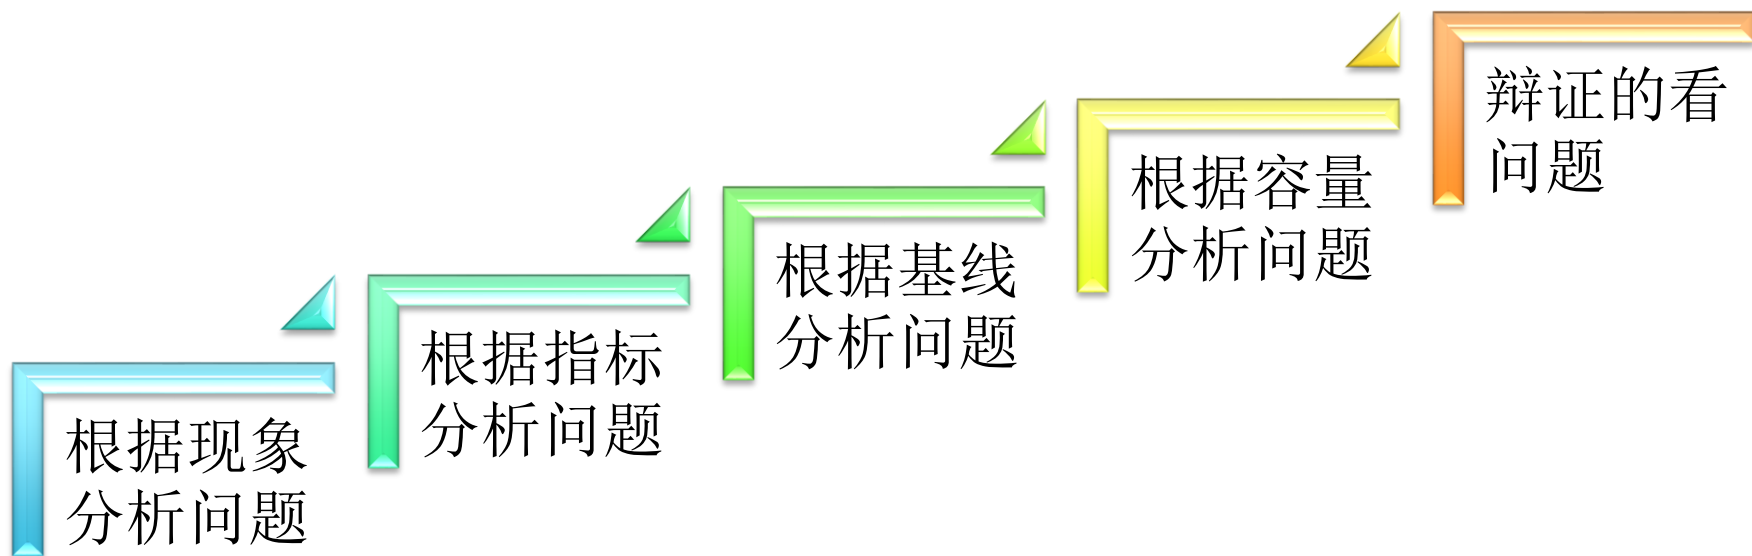 根据现象
分析问题
根据指标
分析问题
根据基线
分析问题
根据容量
分析问题
辩证的看
问题